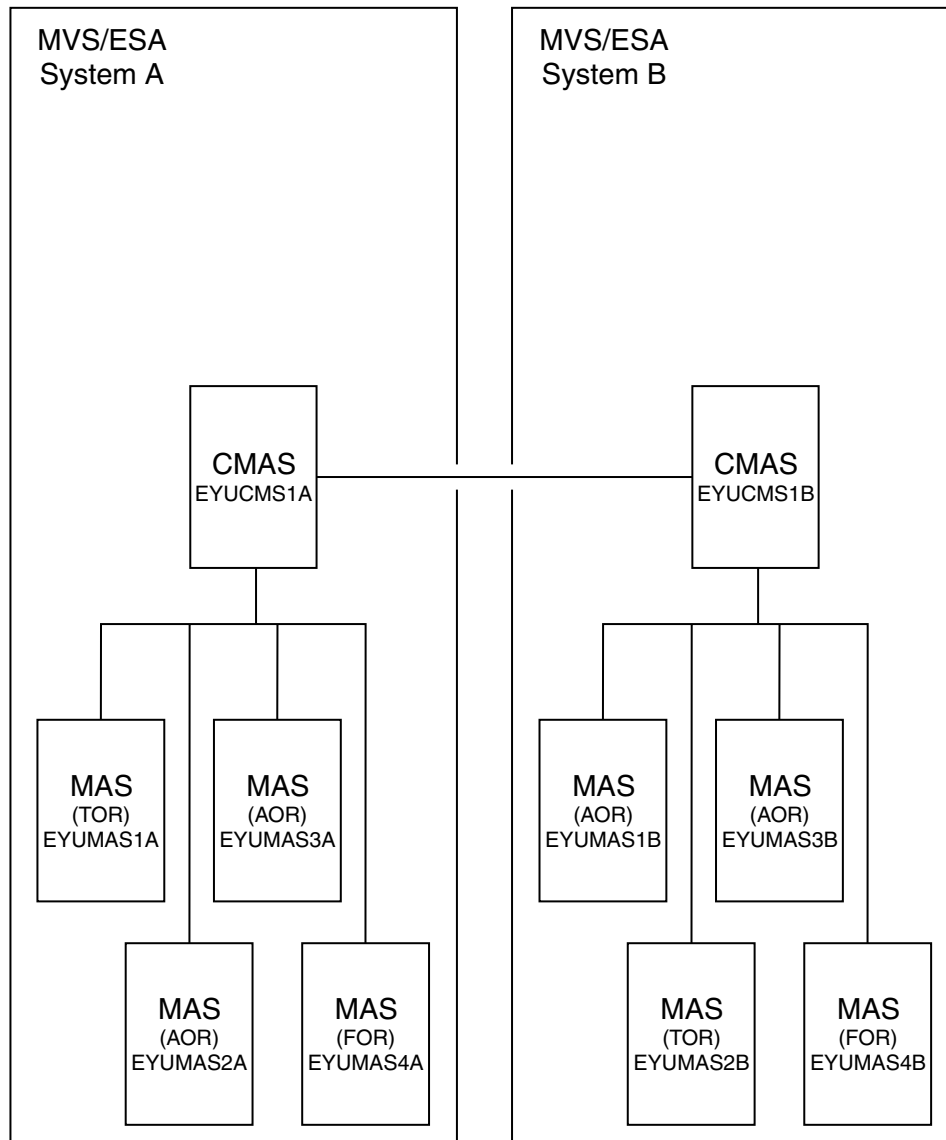 MVS/ESA
System A
MVS/ESA
System B
CMAS
EYUCMS1A
CMAS
EYUCMS1B
MAS
(TOR)
EYUMAS1A
MAS
(AOR)
EYUMAS3A
MAS
(AOR)
EYUMAS1B
MAS
(AOR)
EYUMAS3B
MAS
(AOR)
EYUMAS2A
MAS
(FOR)
EYUMAS4A
MAS
(TOR)
EYUMAS2B
MAS
(FOR)
EYUMAS4B